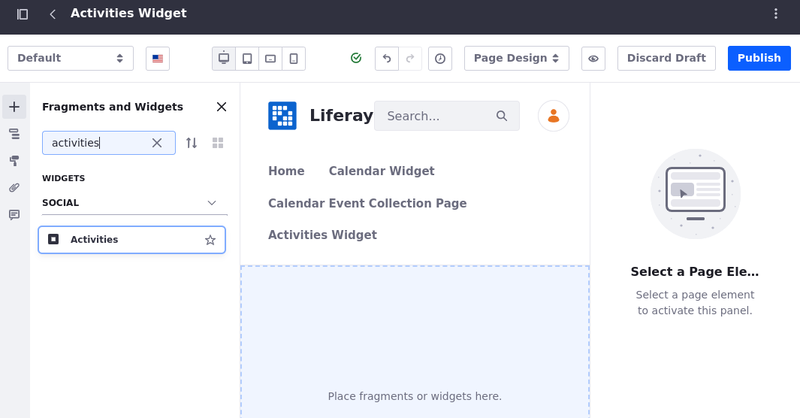 Activities Widget
Default
Page Design
Discard Draft
Publish
Fragments and Widgets
activities
WIDGETS
SOCIAL
Activities
Liferay
Search...
Home
Calendar Widget
Calendar Event Collection Page
Activities Widget
Place fragments or widgets here.
Select a Page Ele...
Select a page element
to activate this panel.